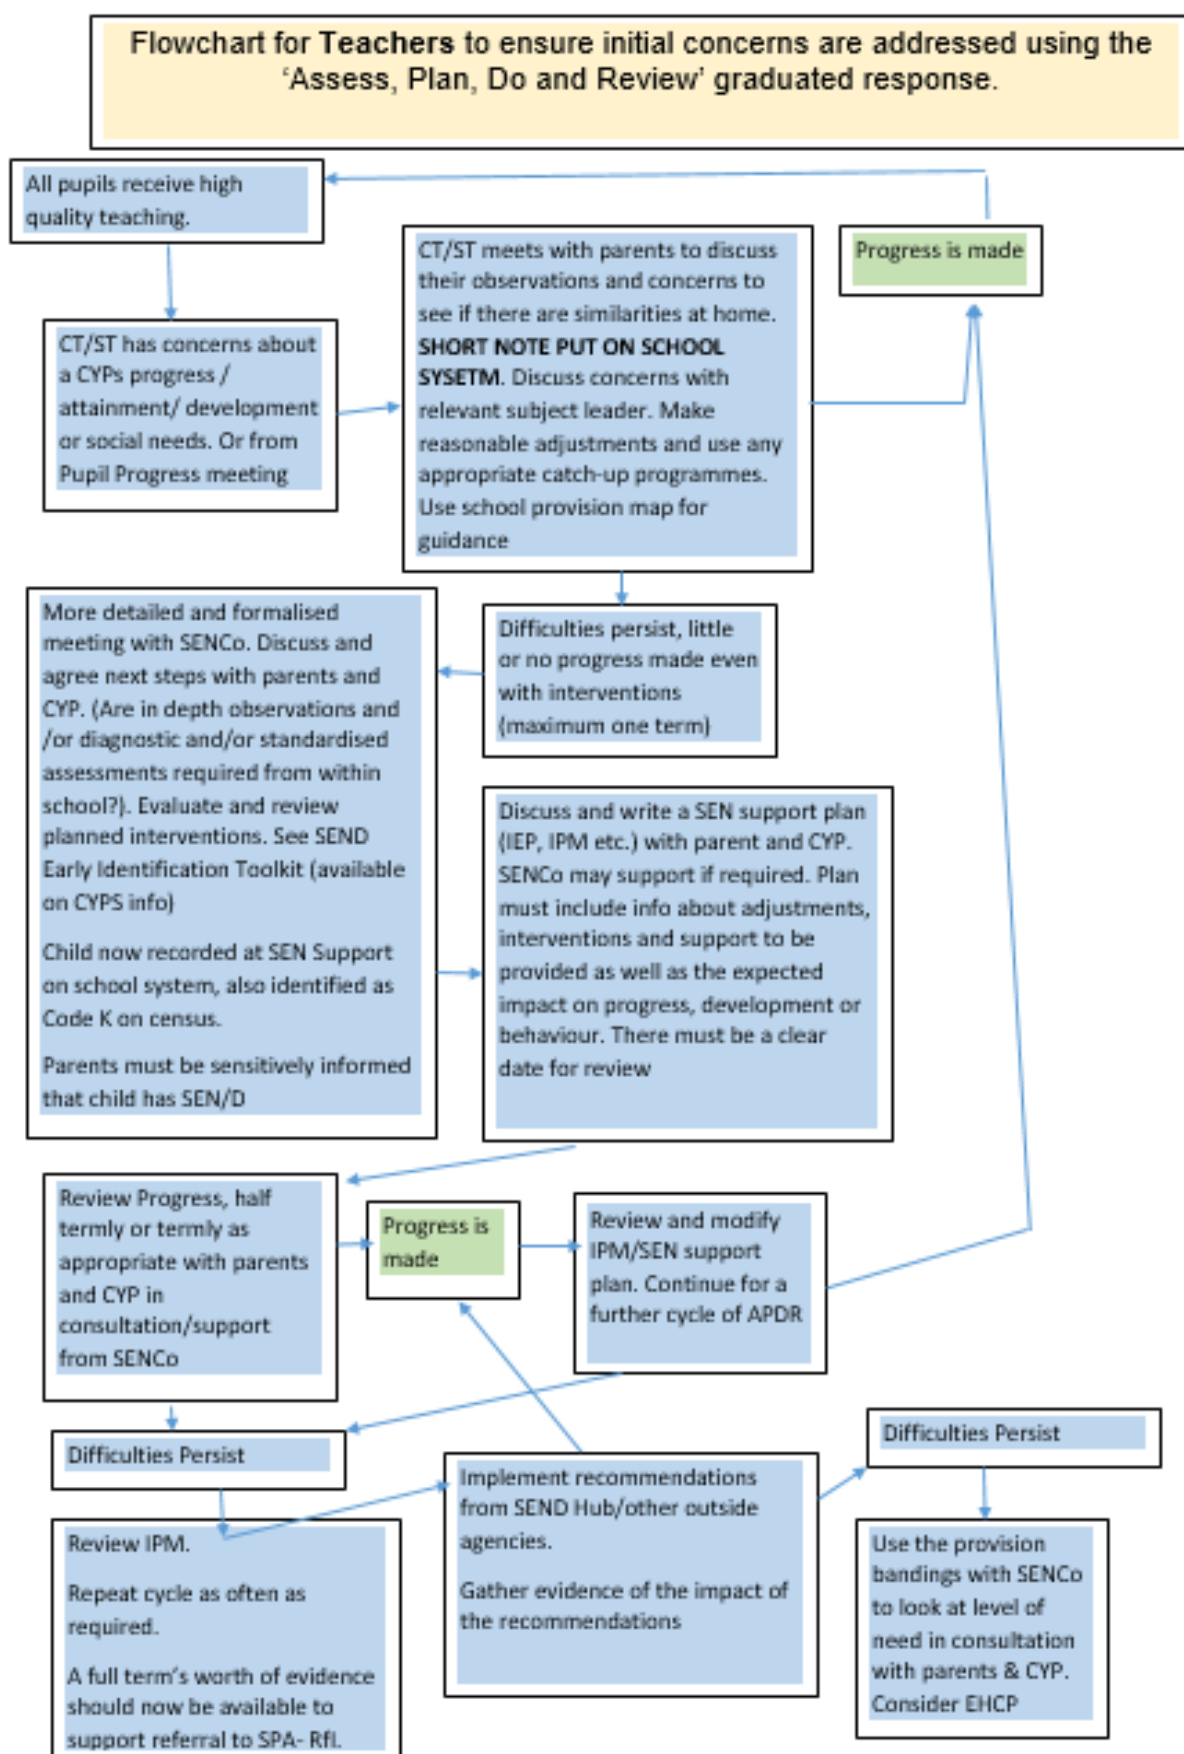 Flowchart for Teachers to ensure initial concerns are addressed using the
‘Assess, Plan, Do and Review’ graduated response.
All pupils receive high
quality teaching.
CT/ST has concerns about
a CYPs progress /
attainment/ development
or social needs. Or from
Pupil Progress meeting
CT/ST meets with parents to discuss
their observations and concerns to
see if there are similarities at home.
SHORT NOTE PUT ON SCHOOL
SYSETM. Discuss concerns with
relevant subject leader. Make
reasonable adjustments and use any
appropriate catch-up programmes.
Use school provision map for
guidance
Progress is made
Difficulties persist, little
or no progress made even
with interventions
(maximum one term)
More detailed and formalised
meeting with SENCo. Discuss and
agree next steps with parents and
CYP. (Are in depth observations and
/or diagnostic and/or standardised
assessments required from within
school?). Evaluate and review
planned interventions. See SEND
Early Identification Toolkit (available
on CYPS info)
Child now recorded at SEN Support
on school system, also identified as
Code K on census.
Parents must be sensitively informed
that child has SEN/D
Discuss and write a SEN support plan
(IEP, IPM etc.) with parent and CYP.
SENCo may support if required. Plan
must include info about adjustments,
interventions and support to be
provided as well as the expected
impact on progress, development or
behaviour. There must be a clear
date for review
Review Progress, half
termly or termly as
appropriate with parents
and CYP in
consultation/support
from SENCo
Progress is
made
Review and modify
IPM/SEN support
plan. Continue for a
further cycle of APDR
Difficulties Persist
Review IPM.
Repeat cycle as often as
required.
A full term’s worth of evidence
should now be available to
support referral to SPA- RfI.
Implement recommendations
from SEND Hub/other outside
agencies.
Gather evidence of the impact of
the recommendations
Difficulties Persist
Use the provision
bandings with SENCo
to look at level of
need in consultation
with parents & CYP.
Consider EHCP